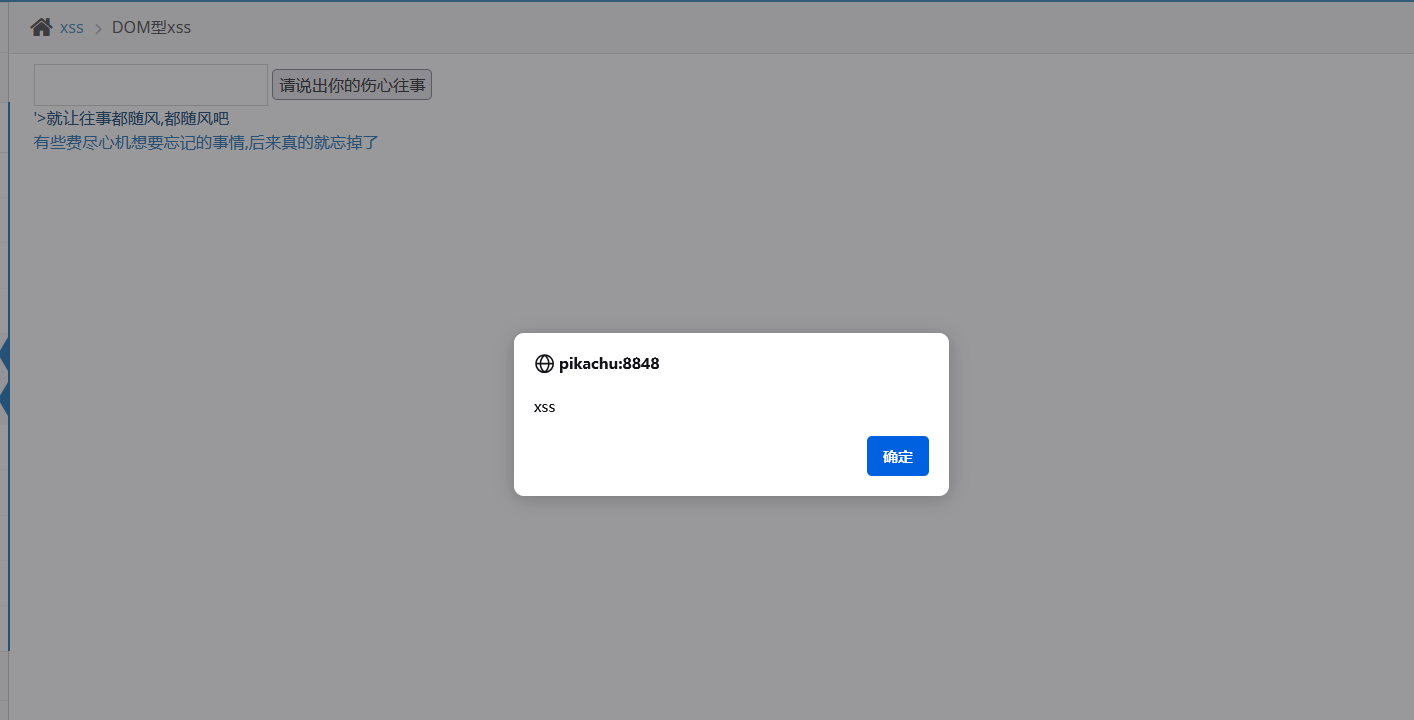 xss > DOM型xss
请说出你的伤心往事
'>就让往事都随风,都随风吧
有些费尽心机想要忘记的事情,后来真的就忘掉了
pikachu:8848
xss
确定